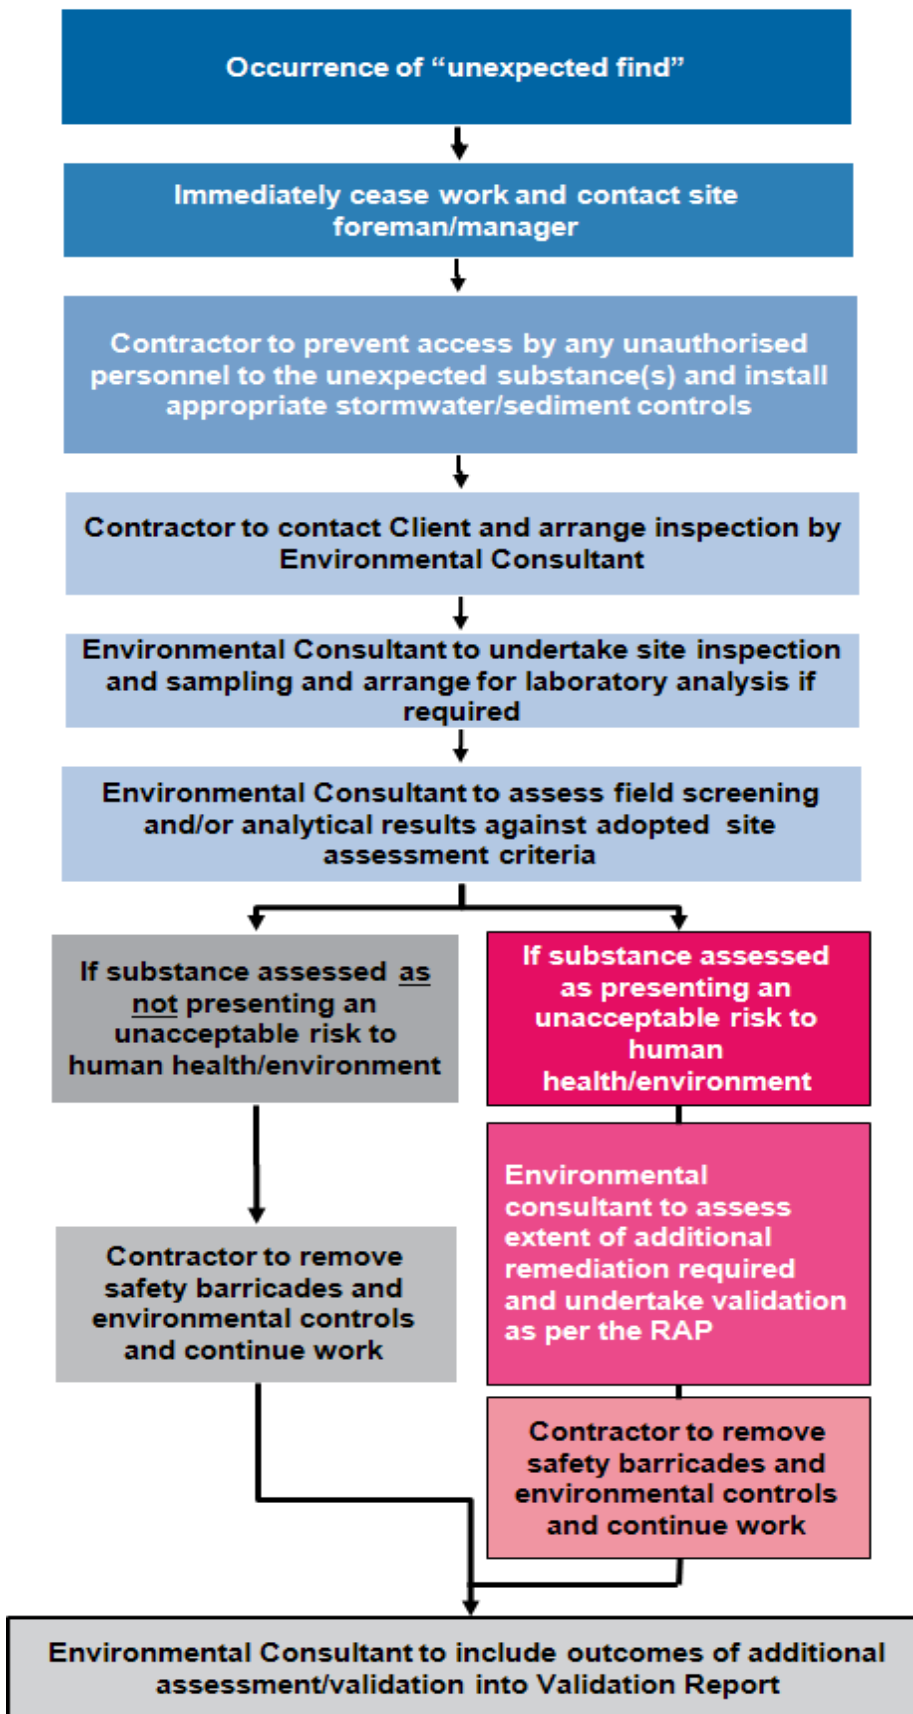 Occurrence of “unexpected find”
Immediately cease work and contact site
foreman/manager
Contractor to prevent access by any unauthorised
personnel to the unexpected substance(s) and install
appropriate stormwater/sediment controls
Contractor to contact Client and arrange inspection by
Environmental Consultant
Environmental Consultant to undertake site inspection
and sampling and arrange for laboratory analysis if
required
Environmental Consultant to assess field screening
and/or analytical results against adopted site
assessment criteria
If substance assessed as
not presenting an
unacceptable risk to
human health/environment
If substance assessed
as presenting an
unacceptable risk to
human
health/environment
Environmental
consultant to assess
extent of additional
remediation required
and undertake validation
as per the RAP
Contractor to remove
safety barricades and
environmental controls
and continue work
Contractor to remove
safety barricades and
environmental controls
and continue work
Environmental Consultant to include outcomes of additional
assessment/validation into Validation Report